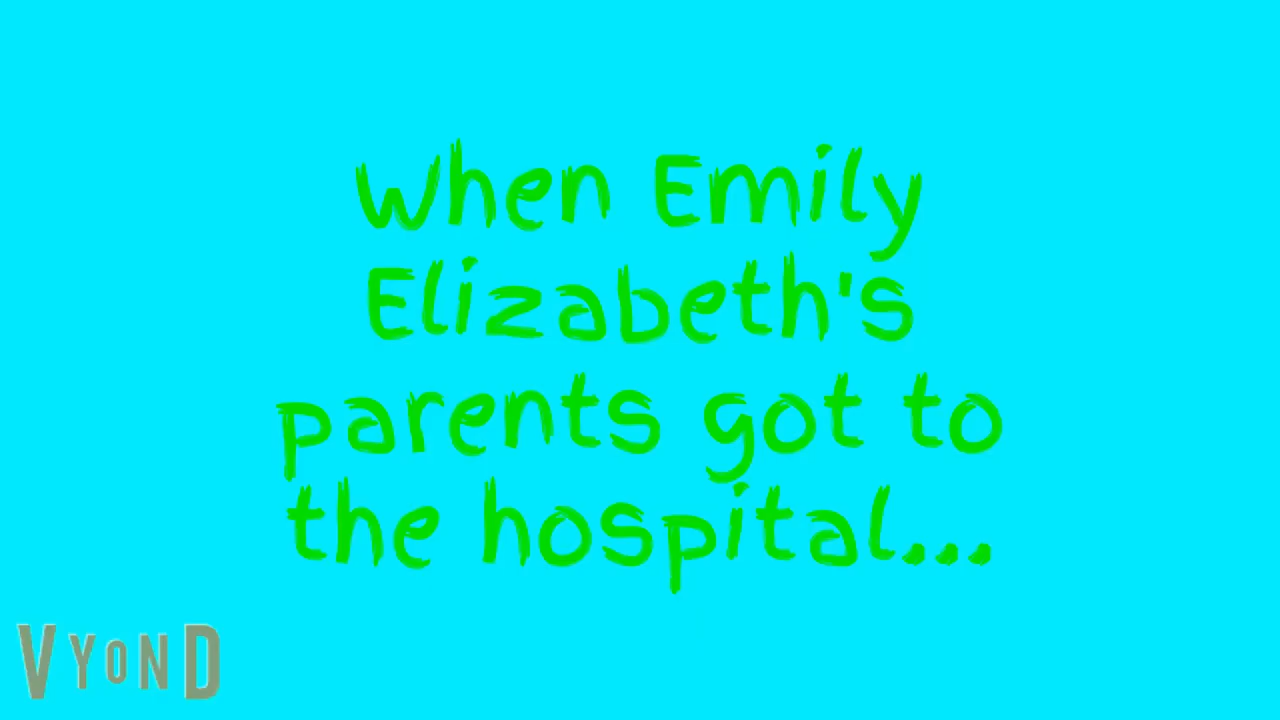 When Emily
Elizabeth's
parents got to
the hospital...
VYOND